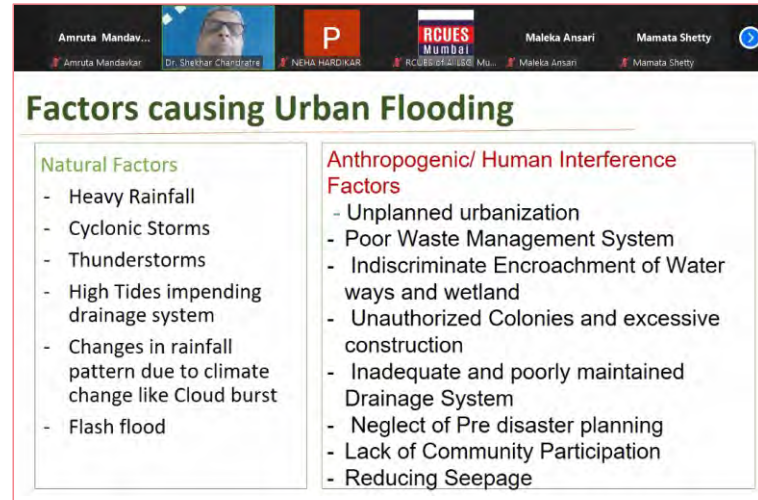 Amruta Mandav...
Amruta Mandavkar
Dr. Shekhar Chandratre
P
NEHA HARDIKAR
RCUES
Mumbai
RCUES of AIILSG, Mu...
Maleka Ansari
Maleka Ansari
Mamata Shetty
Mamata Shetty
Factors causing Urban Flooding
Natural Factors
- Heavy Rainfall
- Cyclonic Storms
- Thunderstorms
- High Tides impending
drainage system
- Changes in rainfall
pattern due to climate
change like Cloud burst
- Flash flood
Anthropogenic/ Human Interference
Factors
- Unplanned urbanization
- Poor Waste Management System
- Indiscriminate Encroachment of Water
ways and wetland
- Unauthorized Colonies and excessive
construction
- Inadequate and poorly maintained
Drainage System
- Neglect of Pre disaster planning
- Lack of Community Participation
- Reducing Seepage